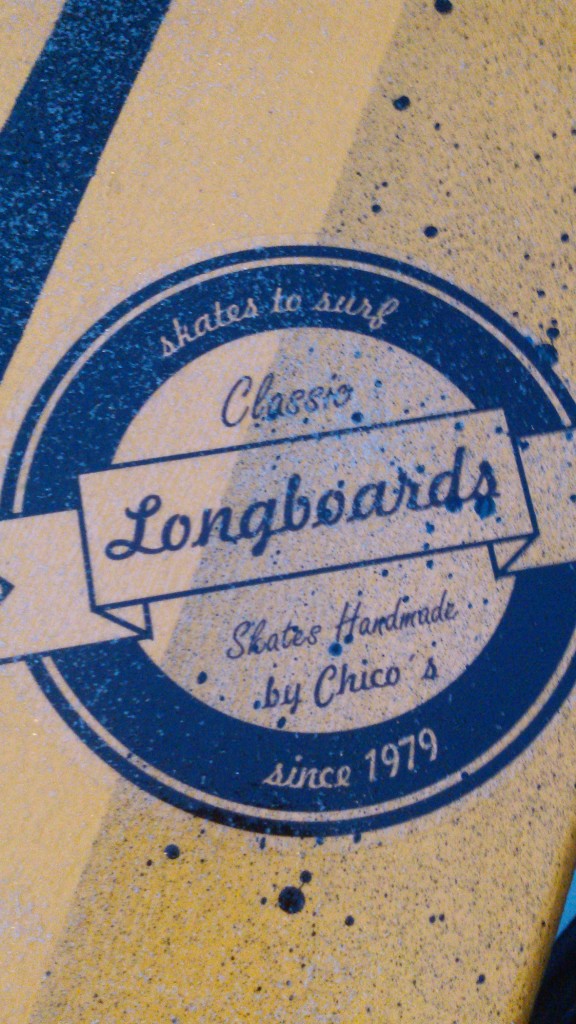 skates to surf
Classic
Longboards
Skates Handmade
by Chico´s
since 1979